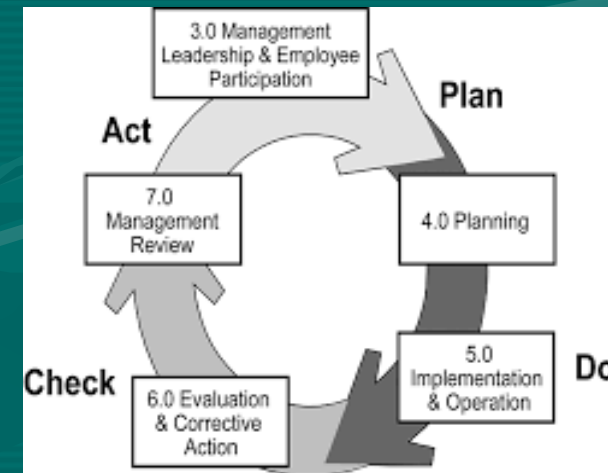 3.0 Management
Leadership & Employee
Participation
Plan
Act
7.0
Management
Review
4.0 Planning
5.0
Implementation
& Operation
Do
Check
6.0 Evaluation
& Corrective
Action